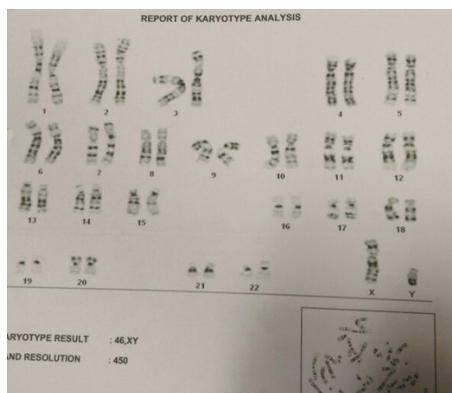 REPORT OF KARYOTYPE ANALYSIS
1 2 3 4 5
6 7 8 9 10 11 12
13 14 15 16 17 18
19 20 21 22 X Y
ARYOTYPE RESULT : 46,XY
AND RESOLUTION : 450